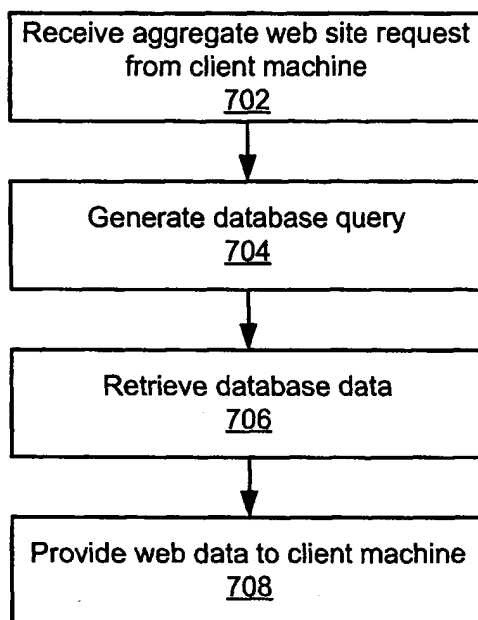 Receive aggregate web site request
from client machine
702
Generate database query
704
Retrieve database data
706
Provide web data to client machine
708